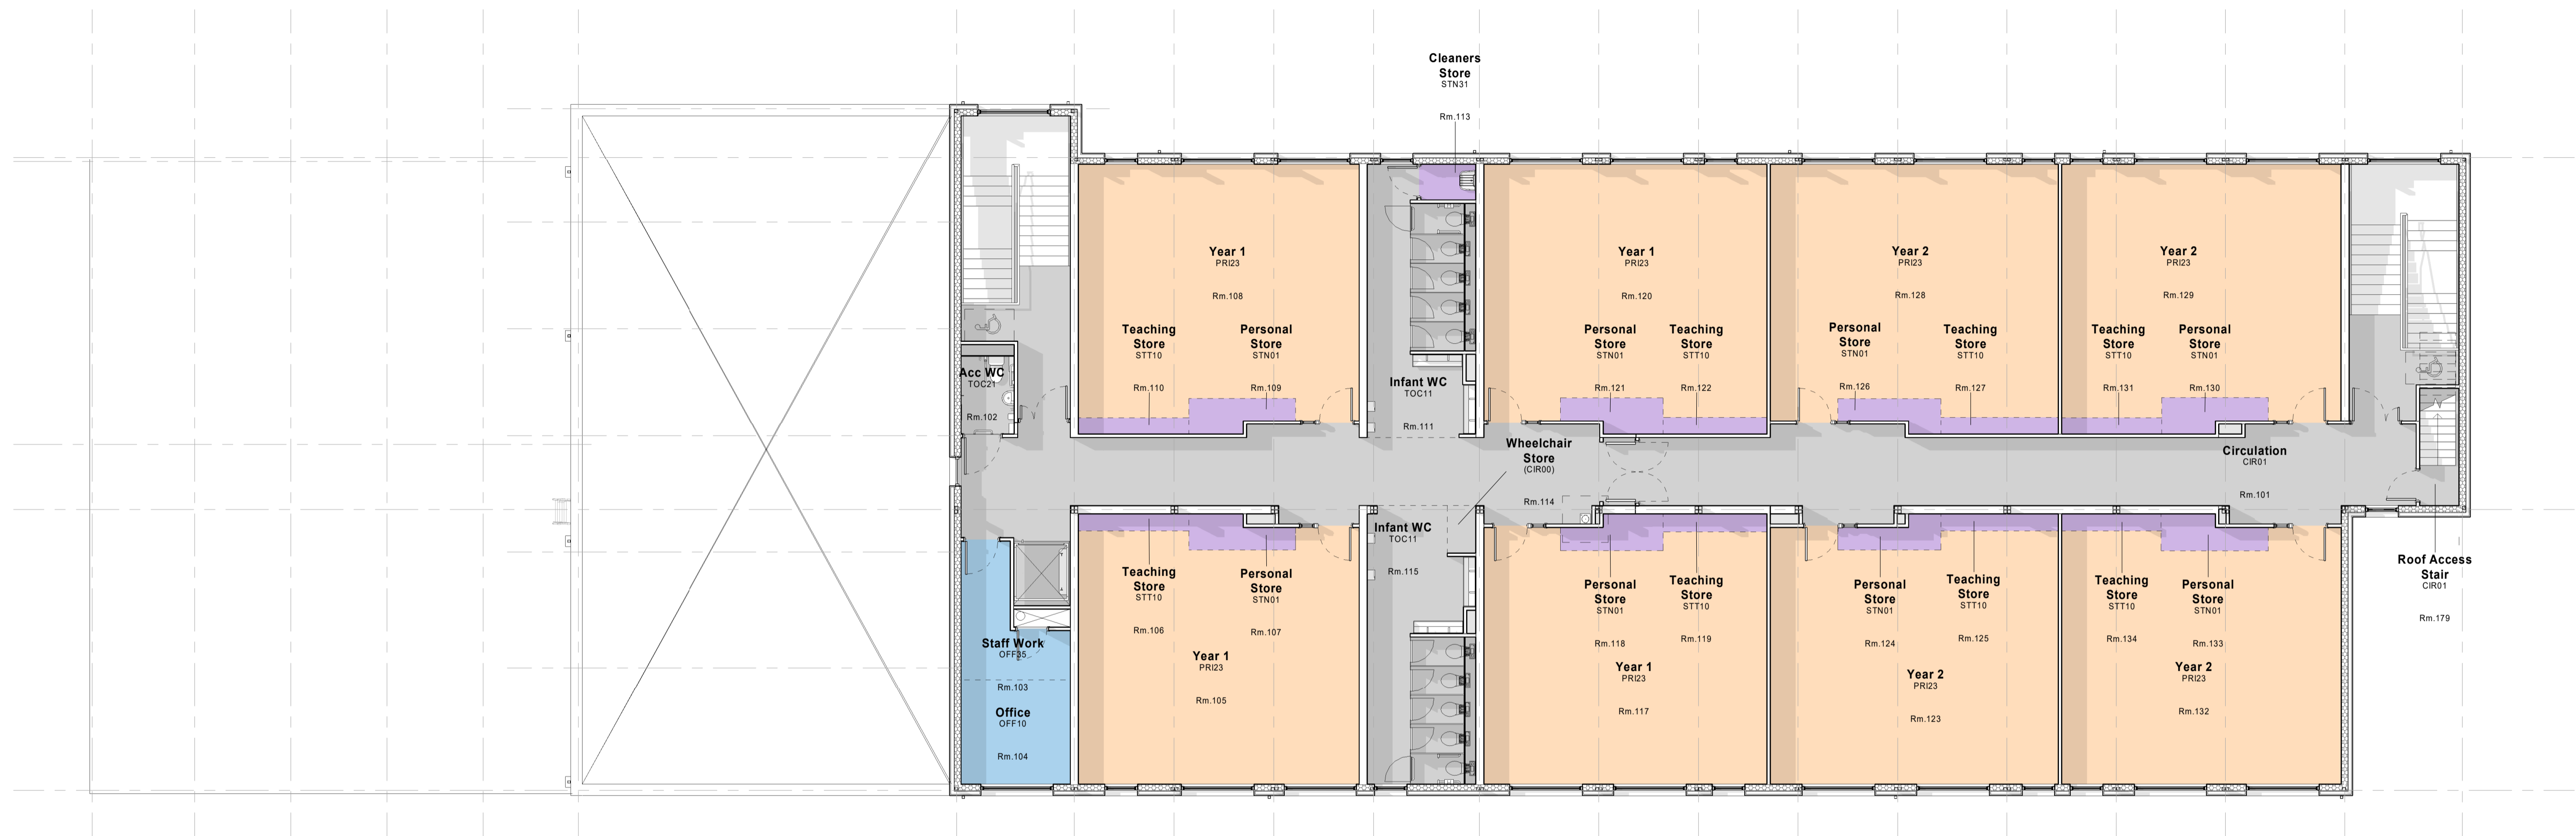 Cleaners
Store
STN31
Rm.113
Year 1
PRI23
Rm.108
Teaching
Store
STT10
Rm.110
Personal
Store
STN01
Rm.109
Acc WC
TOC21
Rm.102
Infant WC
TOC11
Rm.111
Year 1
PRI23
Rm.120
Personal
Store
STN01
Rm.121
Teaching
Store
STT10
Rm.122
Year 2
PRI23
Rm.128
Personal
Store
STN01
Rm.126
Teaching
Store
STT10
Rm.127
Year 2
PRI23
Rm.129
Teaching
Store
STT10
Rm.131
Personal
Store
STN01
Rm.130
Wheelchair
Store
(CIR00)
Rm.114
Circulation
CIR01
Rm.101
Infant WC
TOC11
Rm.115
Roof Access
Stair
CIR01
Rm.179
Staff Work
OFF35
Rm.103
Office
OFF10
Rm.104
Teaching
Store
STT10
Rm.106
Personal
Store
STN01
Rm.107
Year 1
PRI23
Rm.105
Personal
Store
STN01
Rm.118
Teaching
Store
STT10
Rm.119
Year 1
PRI23
Rm.117
Personal
Store
STN01
Rm.124
Teaching
Store
STT10
Rm.125
Year 2
PRI23
Rm.123
Teaching
Store
STT10
Rm.134
Personal
Store
STN01
Rm.133
Year 2
PRI23
Rm.132